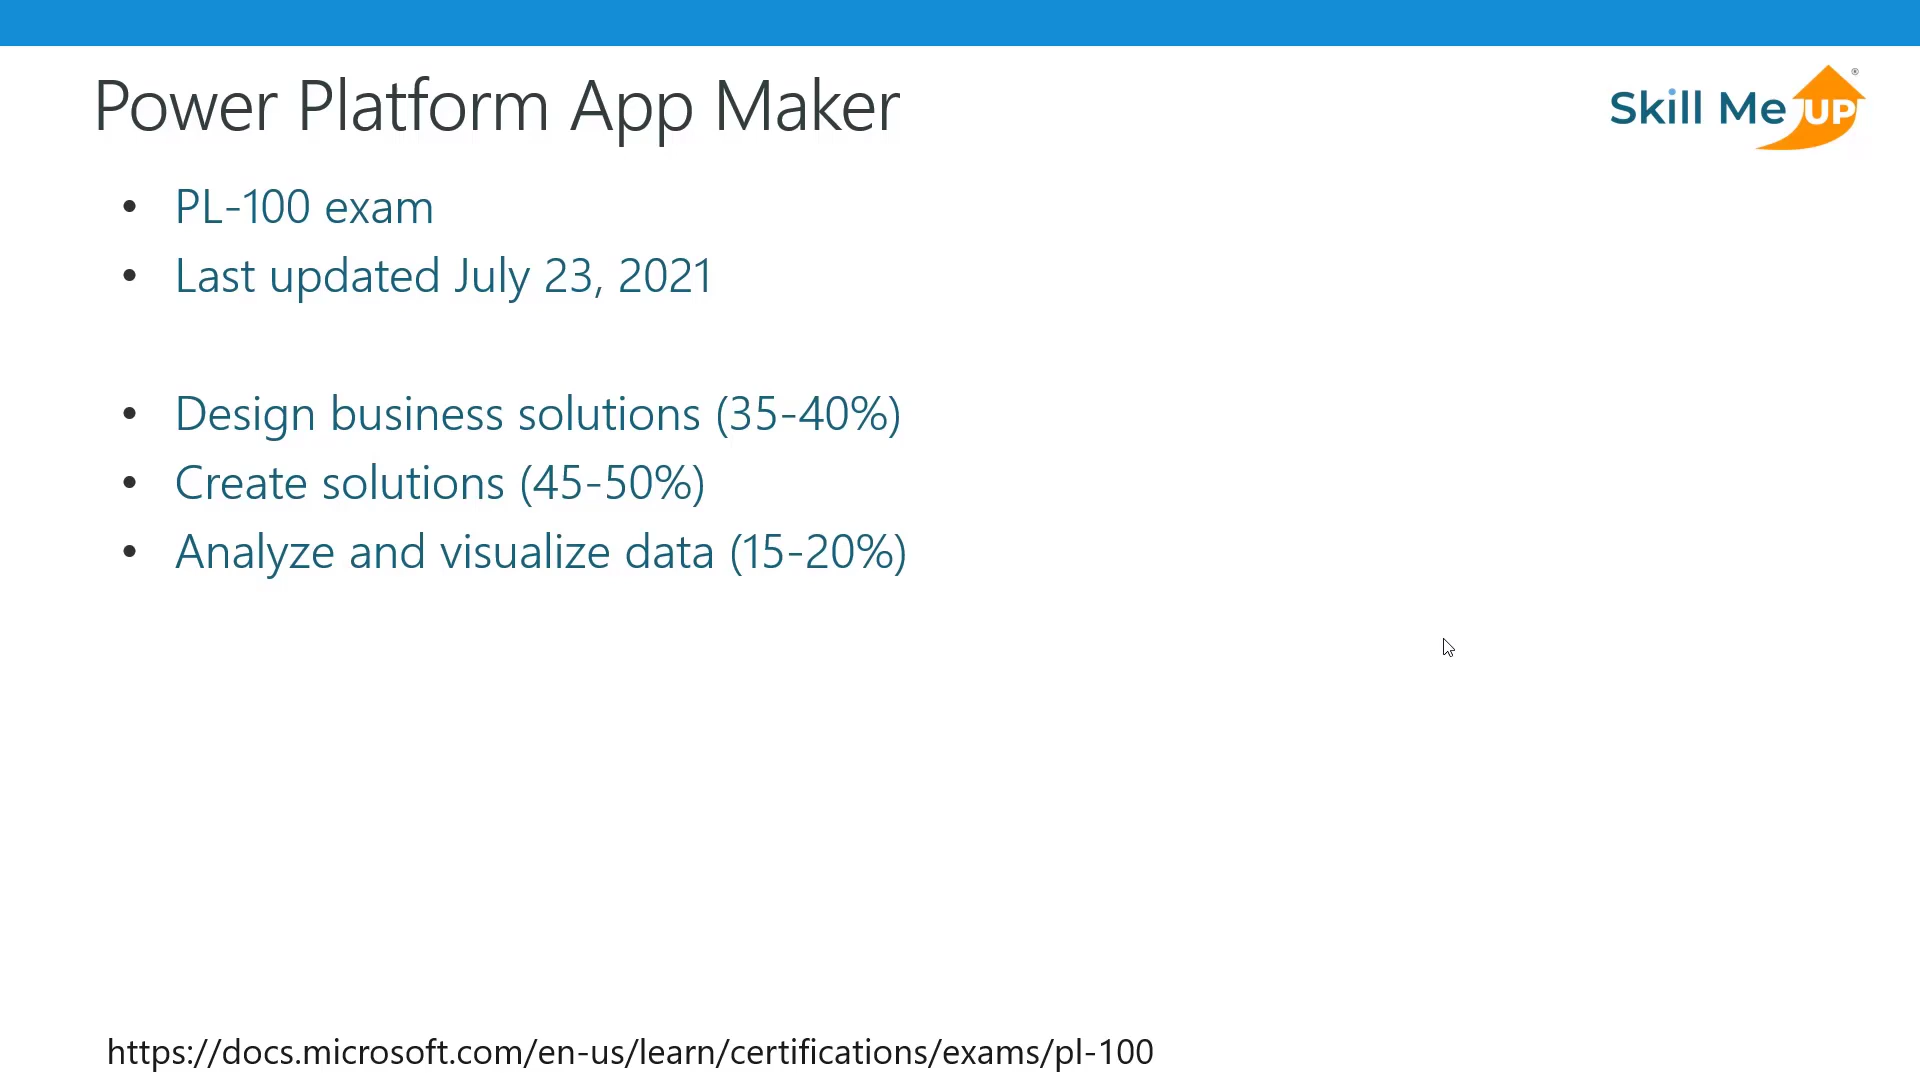 Power Platform App Maker
Skill Me UP®
• PL-100 exam
• Last updated July 23, 2021
• Design business solutions (35-40%)
• Create solutions (45-50%)
• Analyze and visualize data (15-20%)
https://docs.microsoft.com/en-us/learn/certifications/exams/pl-100